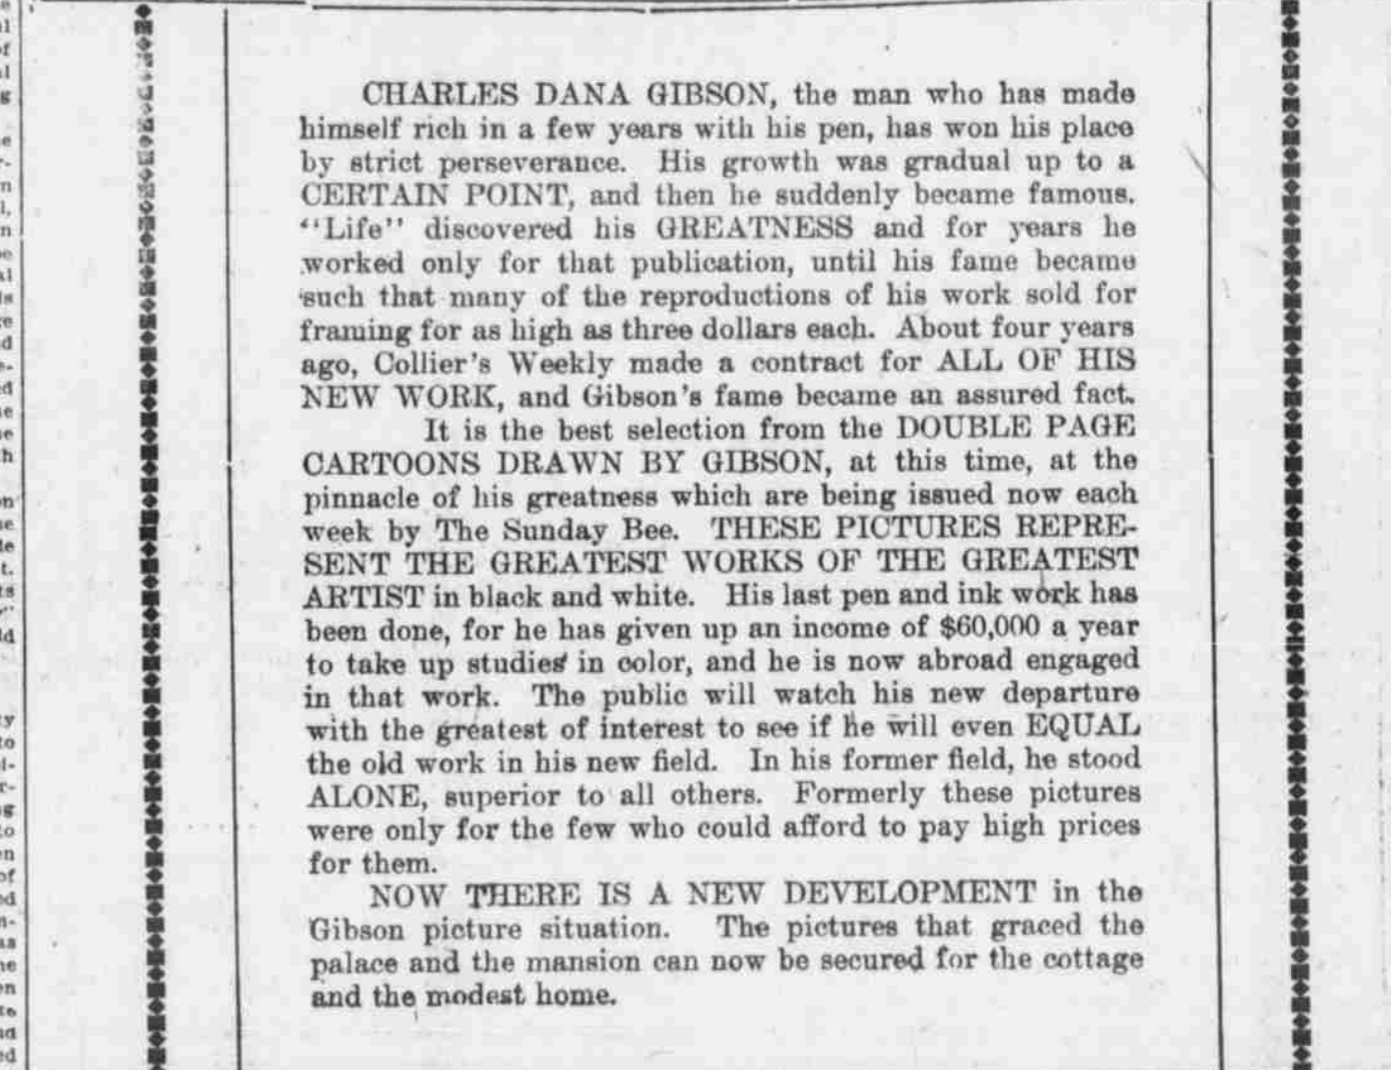 CHARLES DANA GIBSON, the man who has made
himself rich in a few years with his pen, has won his place
by strict perseverance. His growth was gradual up to a
CERTAIN POINT, and then he suddenly became famous.
"Life" discovered his GREATNESS and for years he
worked only for that publication, until his fame became
such that many of the reproductions of his work sold for
framing for as high as three dollars each. About four years
ago, Collier's Weekly made a contract for ALL OF HIS
NEW WORK, and Gibson's fame became an assured fact.
It is the best selection from the DOUBLE PAGE
CARTOONS DRAWN BY GIBSON, at this time, at the
pinnacle of his greatness which are being issued now each
week by The Sunday Bee. THESE PICTURES REPRE-
SENT THE GREATEST WORKS OF THE GREATEST
ARTIST in black and white. His last pen and ink work has
been done, for he has given up an income of $60,000 a year
to take up studies in color, and he is now abroad engaged
in that work. The public will watch his new departure
with the greatest of interest to see if he will even EQUAL
the old work in his new field. In his former field, he stood
ALONE, superior to all others. Formerly these pictures
were only for the few who could afford to pay high prices
for them.
NOW THERE IS A NEW DEVELOPMENT in the
Gibson picture situation. The pictures that graced the
palace and the mansion can now be secured for the cottage
and the modest home.